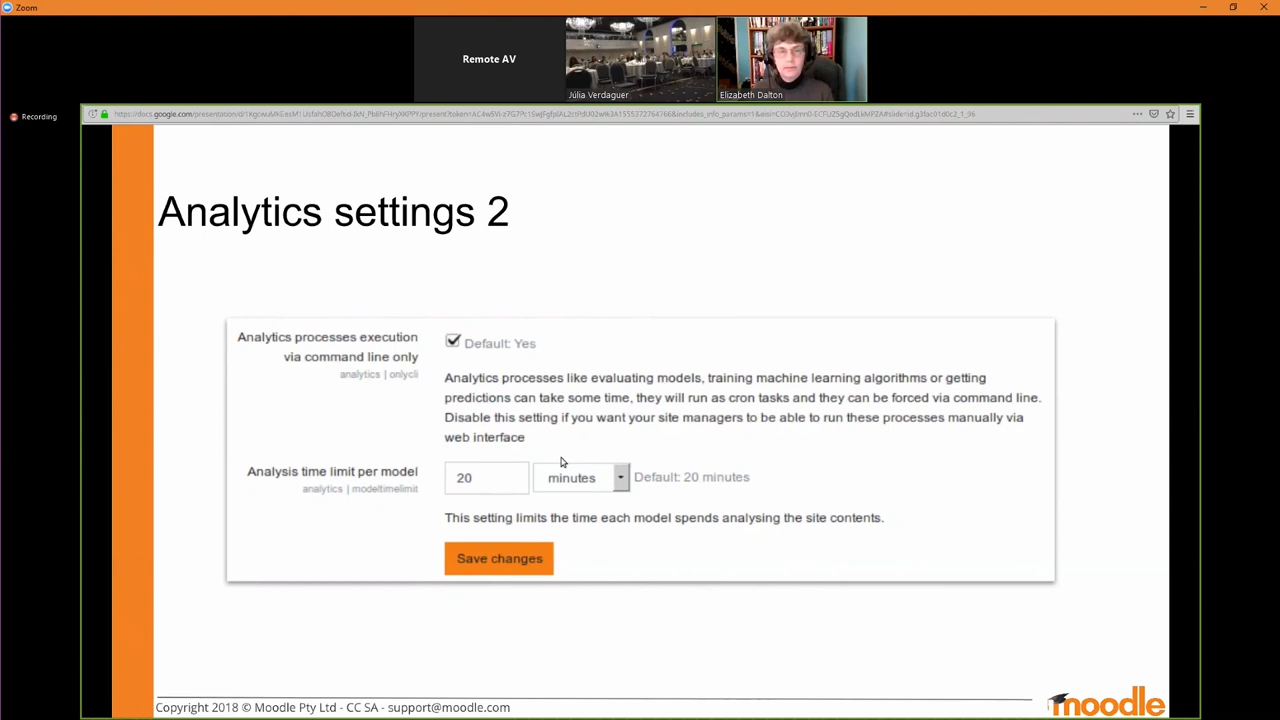 Zoom
Remote AV
Júlia Verdaguer
Elizabeth Dalton
Recording
Analytics settings 2
Analytics processes execution
via command line only
analytics | onlycli
Default: Yes
Analytics processes like evaluating models, training machine learning algorithms or getting
predictions can take some time, they will run as cron tasks and they can be forced via command line.
Disable this setting if you want your site managers to be able to run these processes manually via
web interface
Analysis time limit per model
analytics | modeltimelimit
20
minutes
Default: 20 minutes
This setting limits the time each model spends analysing the site contents.
Save changes
Copyright 2018 © Moodle Pty Ltd - CC SA - support@moodle.com
moodle